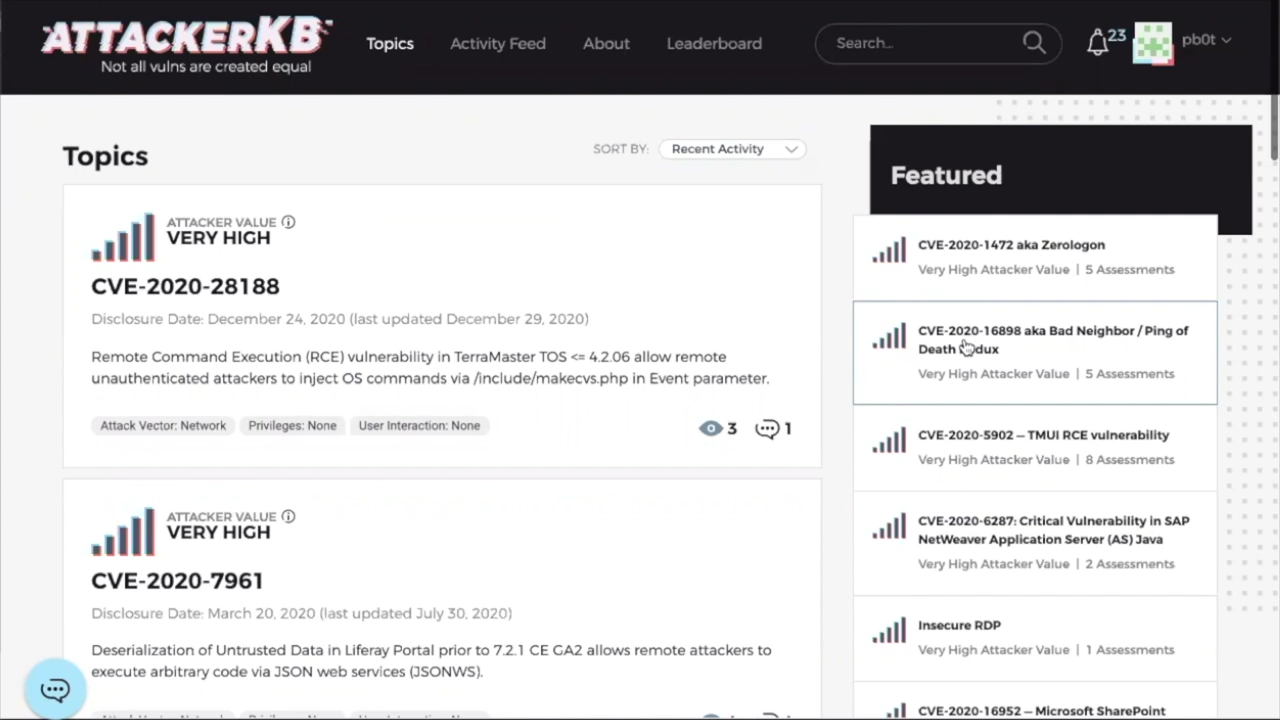 ATTACKERKB
Not all vulns are created equal
Topics
Activity Feed
About
Leaderboard
Search...
23
pb0t
Topics
SORT BY:
Recent Activity
ATTACKER VALUE
VERY HIGH
CVE-2020-28188
Disclosure Date: December 24, 2020 (last updated December 29, 2020)
Remote Command Execution (RCE) vulnerability in TerraMaster TOS <= 4.2.06 allow remote
unauthenticated attackers to inject OS commands via /include/makecvs.php in Event parameter.
Attack Vector: Network
Privileges: None
User Interaction: None
3
1
ATTACKER VALUE
VERY HIGH
CVE-2020-7961
Disclosure Date: March 20, 2020 (last updated July 30, 2020)
Deserialization of Untrusted Data in Liferay Portal prior to 7.2.1 CE GA2 allows remote attackers to
execute arbitrary code via JSON web services (JSONWS).
Featured
CVE-2020-1472 aka Zerologon
Very High Attacker Value | 5 Assessments
CVE-2020-16898 aka Bad Neighbor / Ping of
Death
Very High Attacker Value | 5 Assessments
CVE-2020-5902 — TMUI RCE vulnerability
Very High Attacker Value | 8 Assessments
CVE-2020-6287: Critical Vulnerability in SAP
NetWeaver Application Server (AS) Java
Very High Attacker Value | 2 Assessments
Insecure RDP
Very High Attacker Value | 1 Assessments
CVE-2020-16952 — Microsoft SharePoint